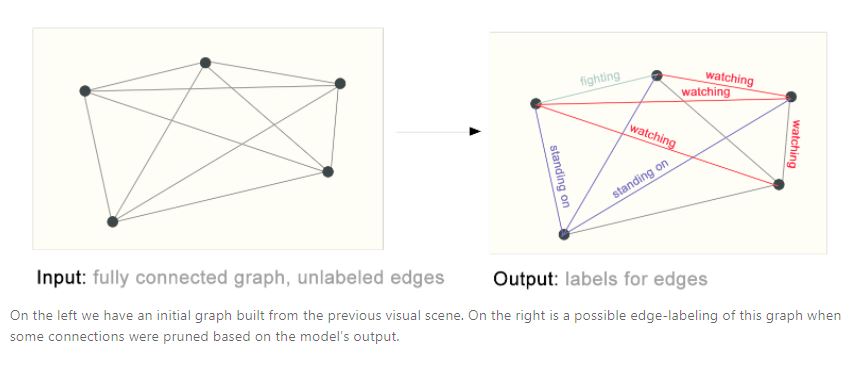 fighting
watching
watching
watching
watching
standing on
standing on
Input: fully connected graph, unlabeled edges
Output: labels for edges
On the left we have an initial graph built from the previous visual scene. On the right is a possible edge-labeling of this graph when
some connections were pruned based on the model's output.